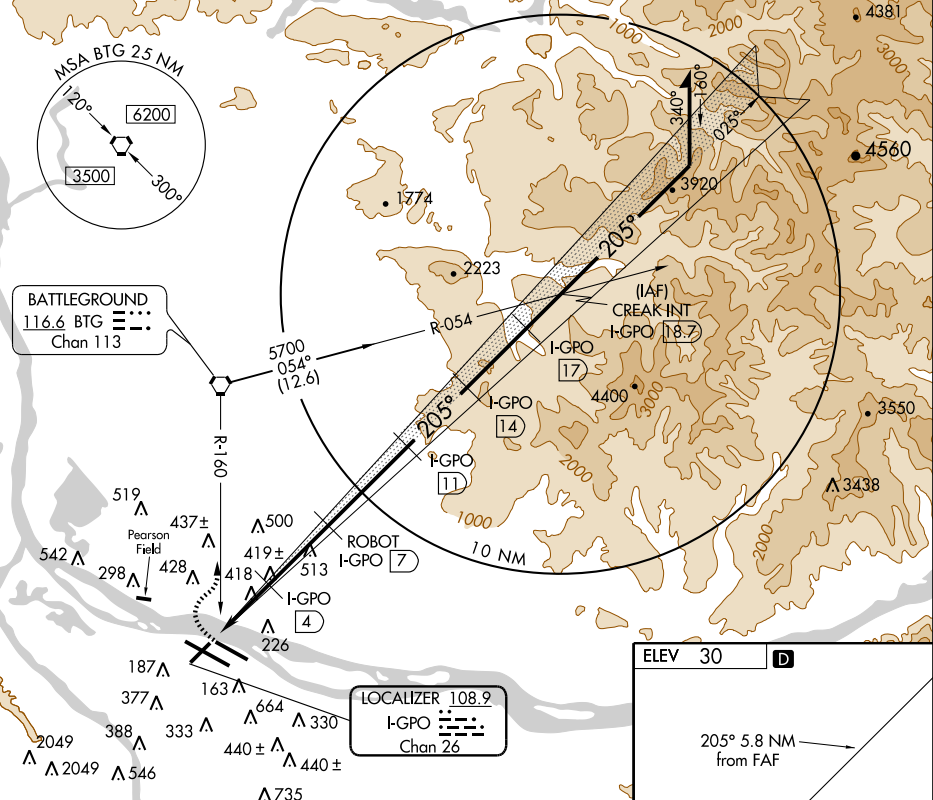 MSA BTG 25 NM
120°
6200
3500
300°
1000
2000
4381
3000
340°
160°
025°
4560
3920
1774
205°
2223
(IAF)
CREAK INT
I-GPO 18.7
BATTLEGROUND
116.6 BTG
Chan 113
R-054
5700
054°
(12.6)
I-GPO
17
4400
3000
3550
205°
I-GPO
14
R-160
I-GPO
11
2000
3438
519
1000
500
437±
Pearson
Field
10 NM
2000
542
ROBOT
I-GPO 7
419±
513
298
428
418
I-GPO
4
226
ELEV 30 D
187
163
LOCALIZER 108.9
I-GPO
Chan 26
377
664
330
333
388
440±
440±
205° 5.8 NM
from FAF
2049
2049
546
735